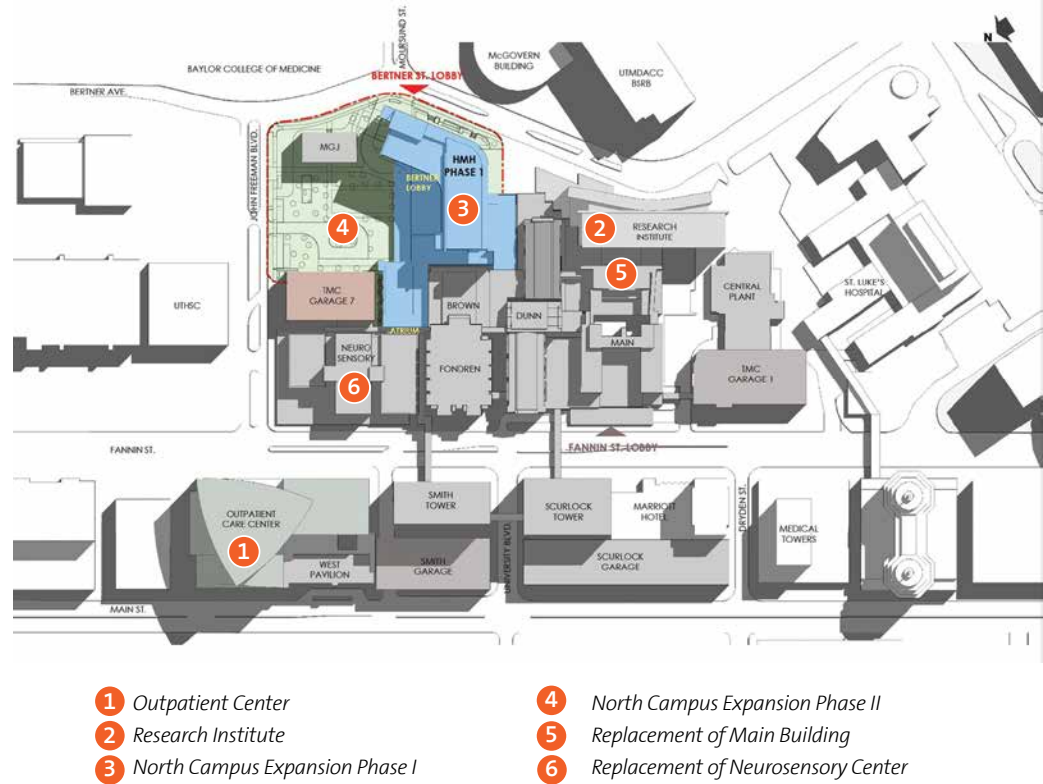 MOURSUND ST.
N
BAYLOR COLLEGE OF MEDICINE
BERTNER ST. LOBBY
McGOVERN
BUILDING
UTMDACC
BSRB
BERTNER AVE.
JOHN FREEMAN BLVD.
MGJ
HMH
PHASE 1
BERTNER
LOBBY
3
4
2
RESEARCH
INSTITUTE
5
UTHSC
TMC
GARAGE 7
BROWN
DUNN
MAIN
CENTRAL
PLANT
ST. LUKE'S
HOSPITAL
ATRIUM
NEURO
SENSORY
6
FONDREN
TMC
GARAGE 1
FANNIN ST.
FANNIN ST. LOBBY
OUTPATIENT
CARE CENTER
1
WEST
PAVILION
SMITH
TOWER
SMITH
GARAGE
UNIVERSITY BLVD.
SCURLOCK
TOWER
MARRIOTT
HOTEL
SCURLOCK
GARAGE
DRYDEN ST.
MEDICAL
TOWERS
MAIN ST.
1 Outpatient Center
2 Research Institute
3 North Campus Expansion Phase I
4 North Campus Expansion Phase II
5 Replacement of Main Building
6 Replacement of Neurosensory Center